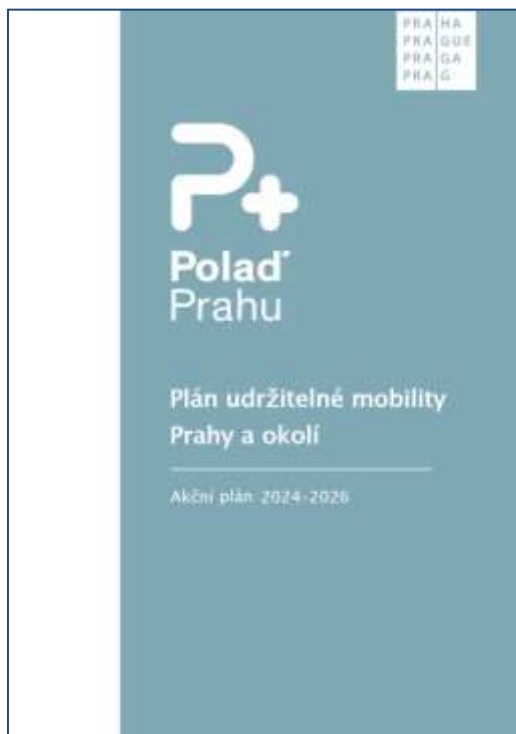 PRA HA
PRA GUE
PRA GA
PRA G
P+
Polaď
Prahu
Plán udržitelné mobility
Prahy a okolí
Akční plán 2024-2026